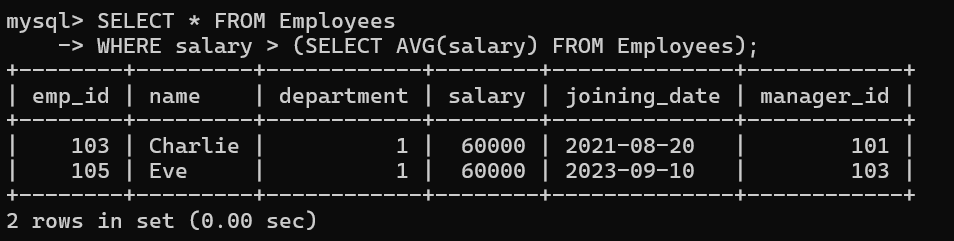 mysql> SELECT * FROM Employees
    -> WHERE salary > (SELECT AVG(salary) FROM Employees);
+--------+---------+------------+--------+--------------+------------+
| emp_id | name    | department | salary | joining_date | manager_id |
+--------+---------+------------+--------+--------------+------------+
|    103 | Charlie |          1 |  60000 | 2021-08-20   |        101 |
|    105 | Eve     |          1 |  60000 | 2023-09-10   |        103 |
+--------+---------+------------+--------+--------------+------------+
2 rows in set (0.00 sec)